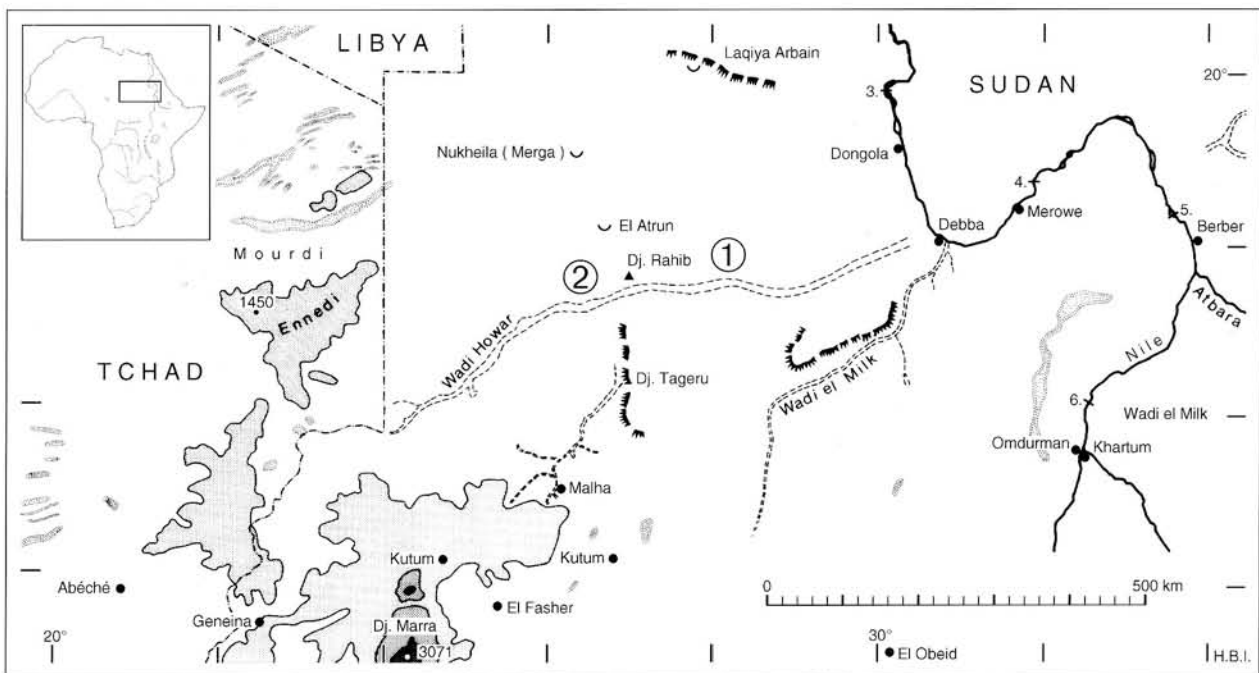 LIBYA
Laqiya Arbain
20°
SUDAN
3.
Nukheila ( Merga )
Dongola
4.
Merowe
5.
Berber
El Atrun
Debba
Mourdi
Dj. Rahib
1
2
1450
Ennedi
Atbara
Wadi Howar
Nile
TCHAD
Dj. Tageru
Wadi el Milk
6.
Wadi el Milk
Omdurman
Khartum
Malha
Kutum
Kutum
0
500 km
Abéché
El Fasher
Geneina
Dj. Marra
20°
30°
3071
El Obeid
H.B.I.